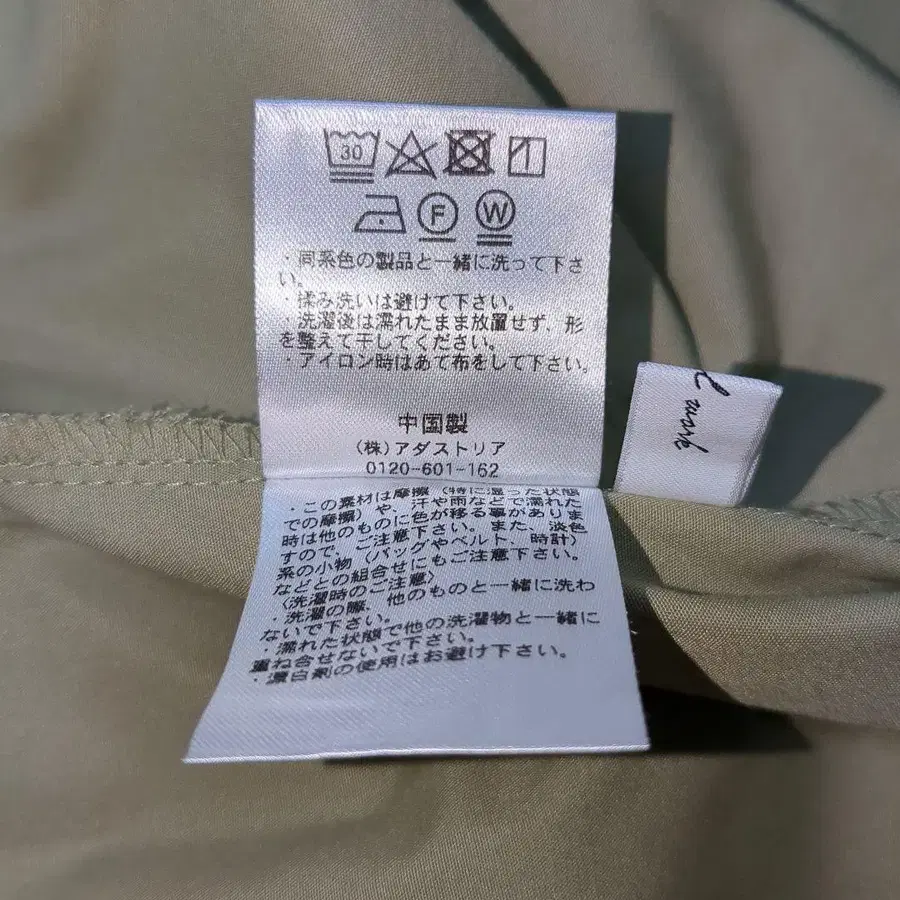 30
F
W
・同系色の製品と一緒に洗って下さ
い。
・揉み洗いは避けて下さい。
・洗濯後は濡れたまま放置せず、形
を整えて干してください。
・アイロン時はあて布をして下さい。
中国製
(株)アダストリア
0120-601-162
・この素材は摩擦(特に湿った状態
での摩擦)や、汗や雨などで濡れた
時は他のものに色が移る事がありま
すので、ご注意下さい。また、淡色
系の小物(バッグやベルト、時計)
などとの組合せにもご注意下さい。
〈洗濯時のご注意〉
・洗濯の際、他のものと一緒に洗わ
ないで下さい。
・濡れた状態で他の洗濯物と一緒に
重ね合せないで下さい。
・漂白剤の使用はお避け下さい。
work